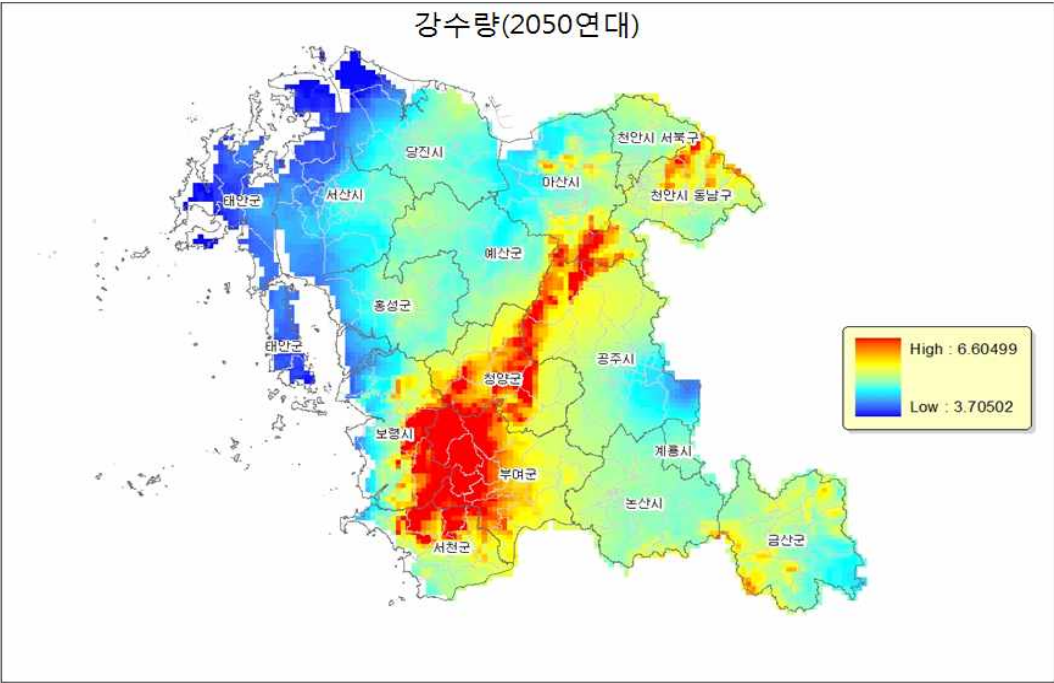 강수량(2050연대)
천안시 서북구
당진시
아산시
태안군
서산시
천안시 동남구
예산군
홍성군
태안군
High : 6.60499
공주시
청양군
Low : 3.70502
보령시
계룡시
부여군
논산시
서천군
금산군